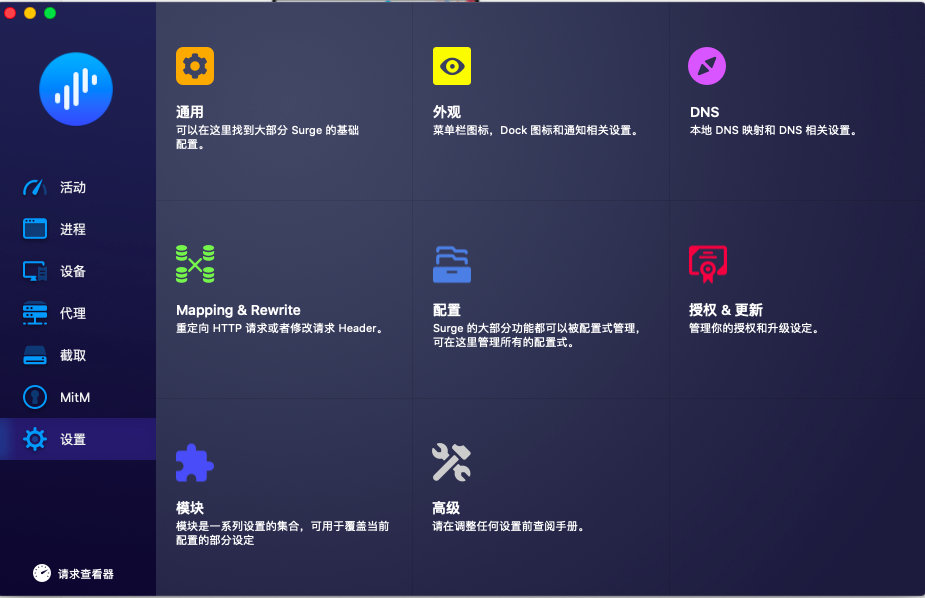 活动
进程
设备
代理
截取
MitM
设置
请求查看器
通用
可以在这里找到大部分 Surge 的基础
配置。
外观
菜单栏图标，Dock 图标和通知相关设置。
DNS
本地 DNS 映射和 DNS 相关设置。
Mapping & Rewrite
重定向 HTTP 请求或者修改请求 Header。
配置
Surge 的大部分功能都可以被配置式管理，
可在这里管理所有的配置式。
授权 & 更新
管理你的授权和升级设定。
模块
模块是一系列设置的集合，可用于覆盖当前
配置的部分设定
高级
请在调整任何设置前查阅手册。